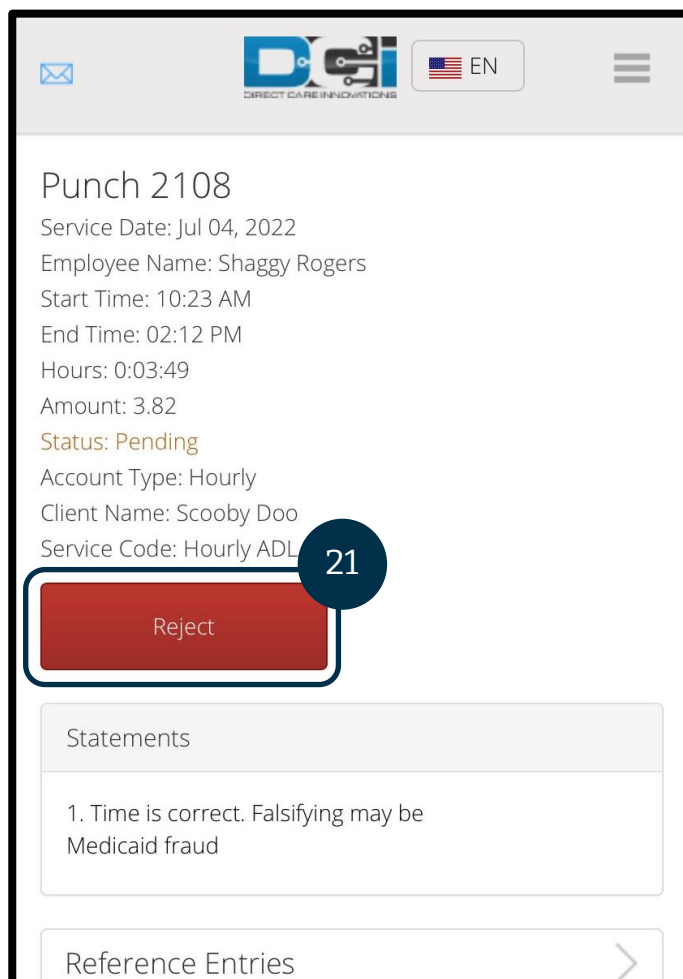 DCi
EN
DIRECT CARE INNOVATIONS
Punch 2108
Service Date: Jul 04, 2022
Employee Name: Shaggy Rogers
Start Time: 10:23 AM
End Time: 02:12 PM
Hours: 0:03:49
Amount: 3.82
Status: Pending
Account Type: Hourly
Client Name: Scooby Doo
Service Code: Hourly ADL
21
Reject
Statements
1. Time is correct. Falsifying may be
Medicaid fraud
Reference Entries